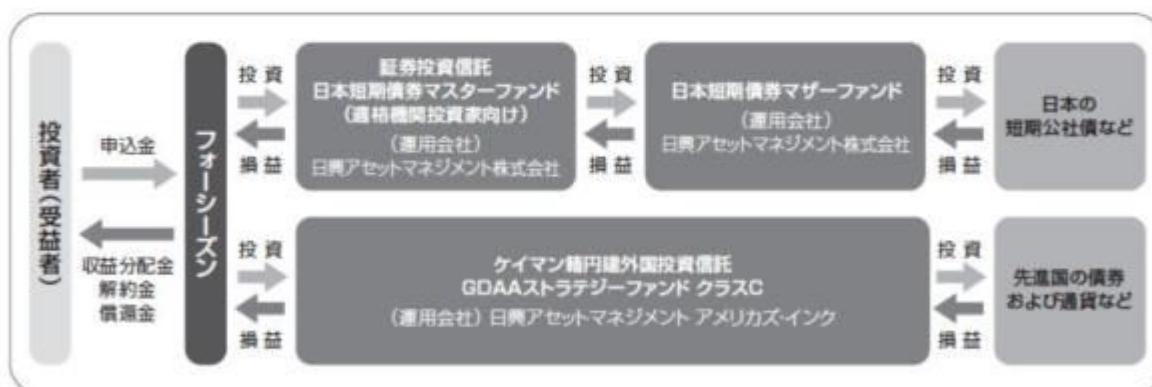 投資者(受益者)
申込金
収益分配金
解約金
償還金
フォーシーズン
投資
損益
証券投資信託
日本短期債券マスターファンド
(適格機関投資家向け)
(運用会社)
日興アセットマネジメント株式会社
投資
損益
日本短期債券マザーファンド
(運用会社)
日興アセットマネジメント株式会社
投資
損益
日本の
短期公社債など
投資
損益
ケイマン籍円建外国投資信託
GDAAストラテジーファンド クラスC
(運用会社)日興アセットマネジメント アメリカズ・インク
投資
損益
先進国の債券
および通貨など